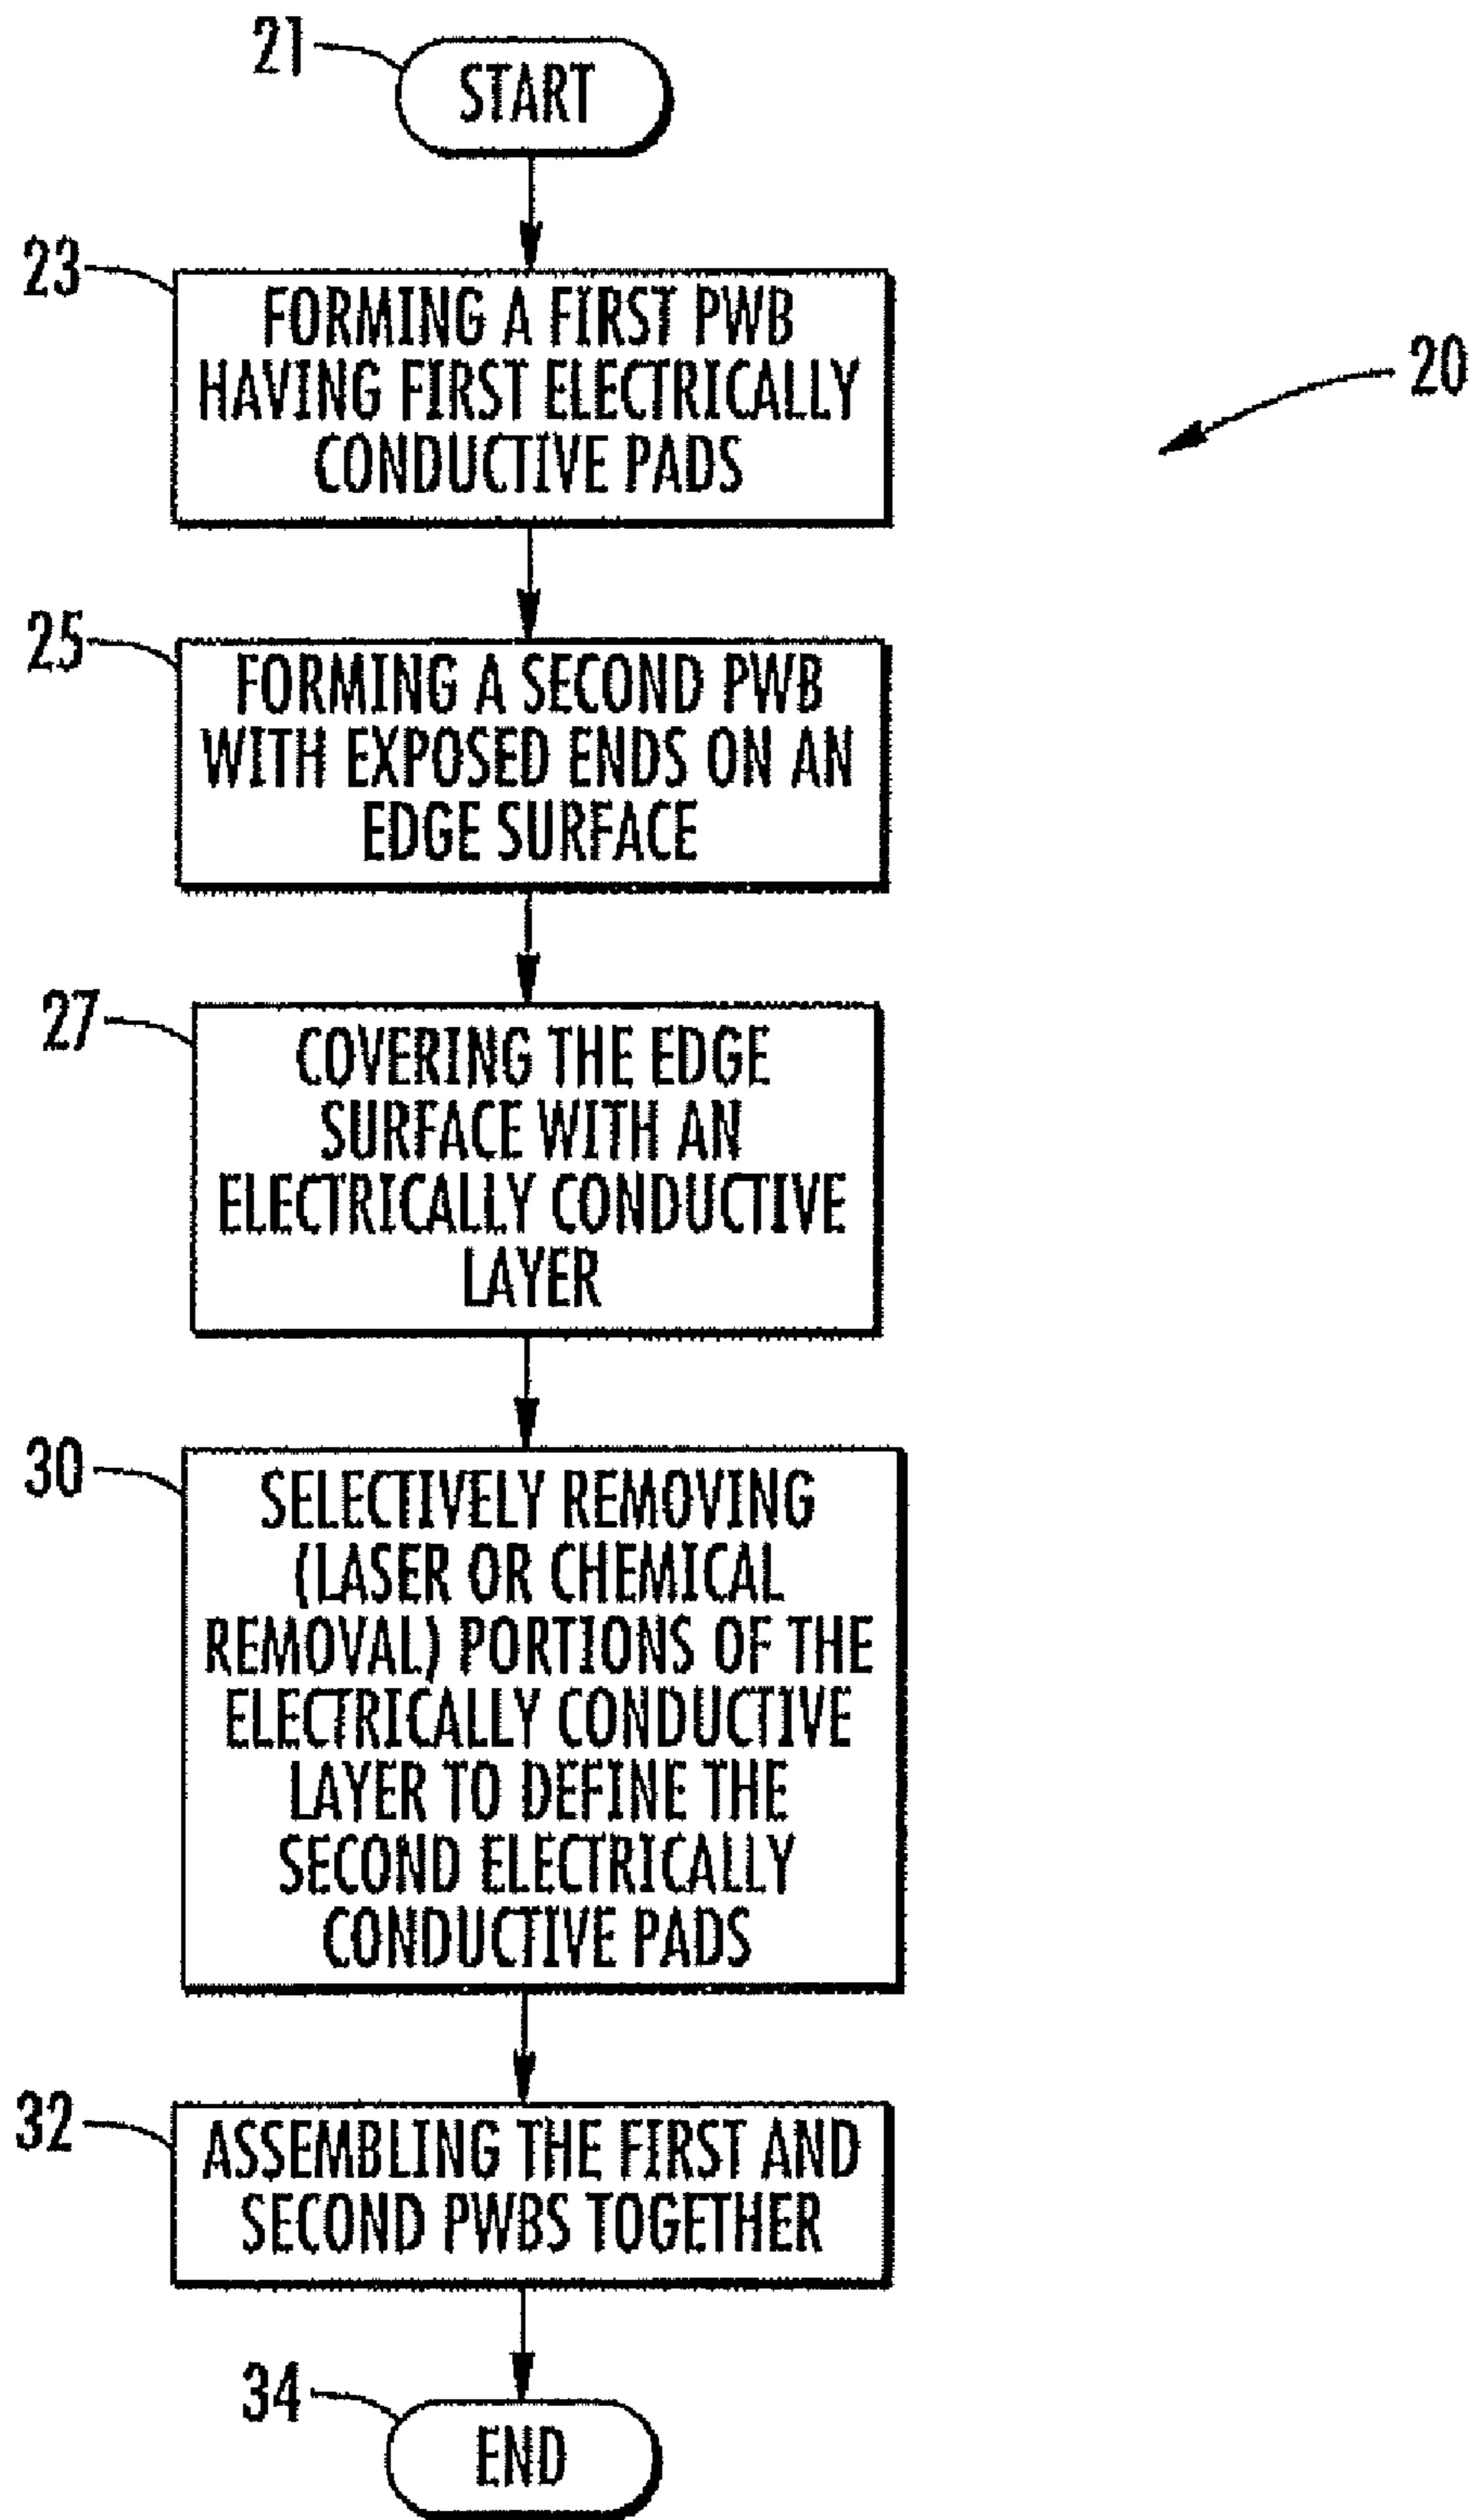 21
START
23
FORMING A FIRST PWB
HAVING FIRST ELECTRICALLY
CONDUCTIVE PADS
20
25
FORMING A SECOND PWB
WITH EXPOSED ENDS ON AN
EDGE SURFACE
27
COVERING THE EDGE
SURFACE WITH AN
ELECTRICALLY CONDUCTIVE
LAYER
30
SELECTIVELY REMOVING
(LASER OR CHEMICAL
REMOVAL) PORTIONS OF THE
ELECTRICALLY CONDUCTIVE
LAYER TO DEFINE THE
SECOND ELECTRICALLY
CONDUCTIVE PADS
32
ASSEMBLING THE FIRST AND
SECOND PWBS TOGETHER
34
END